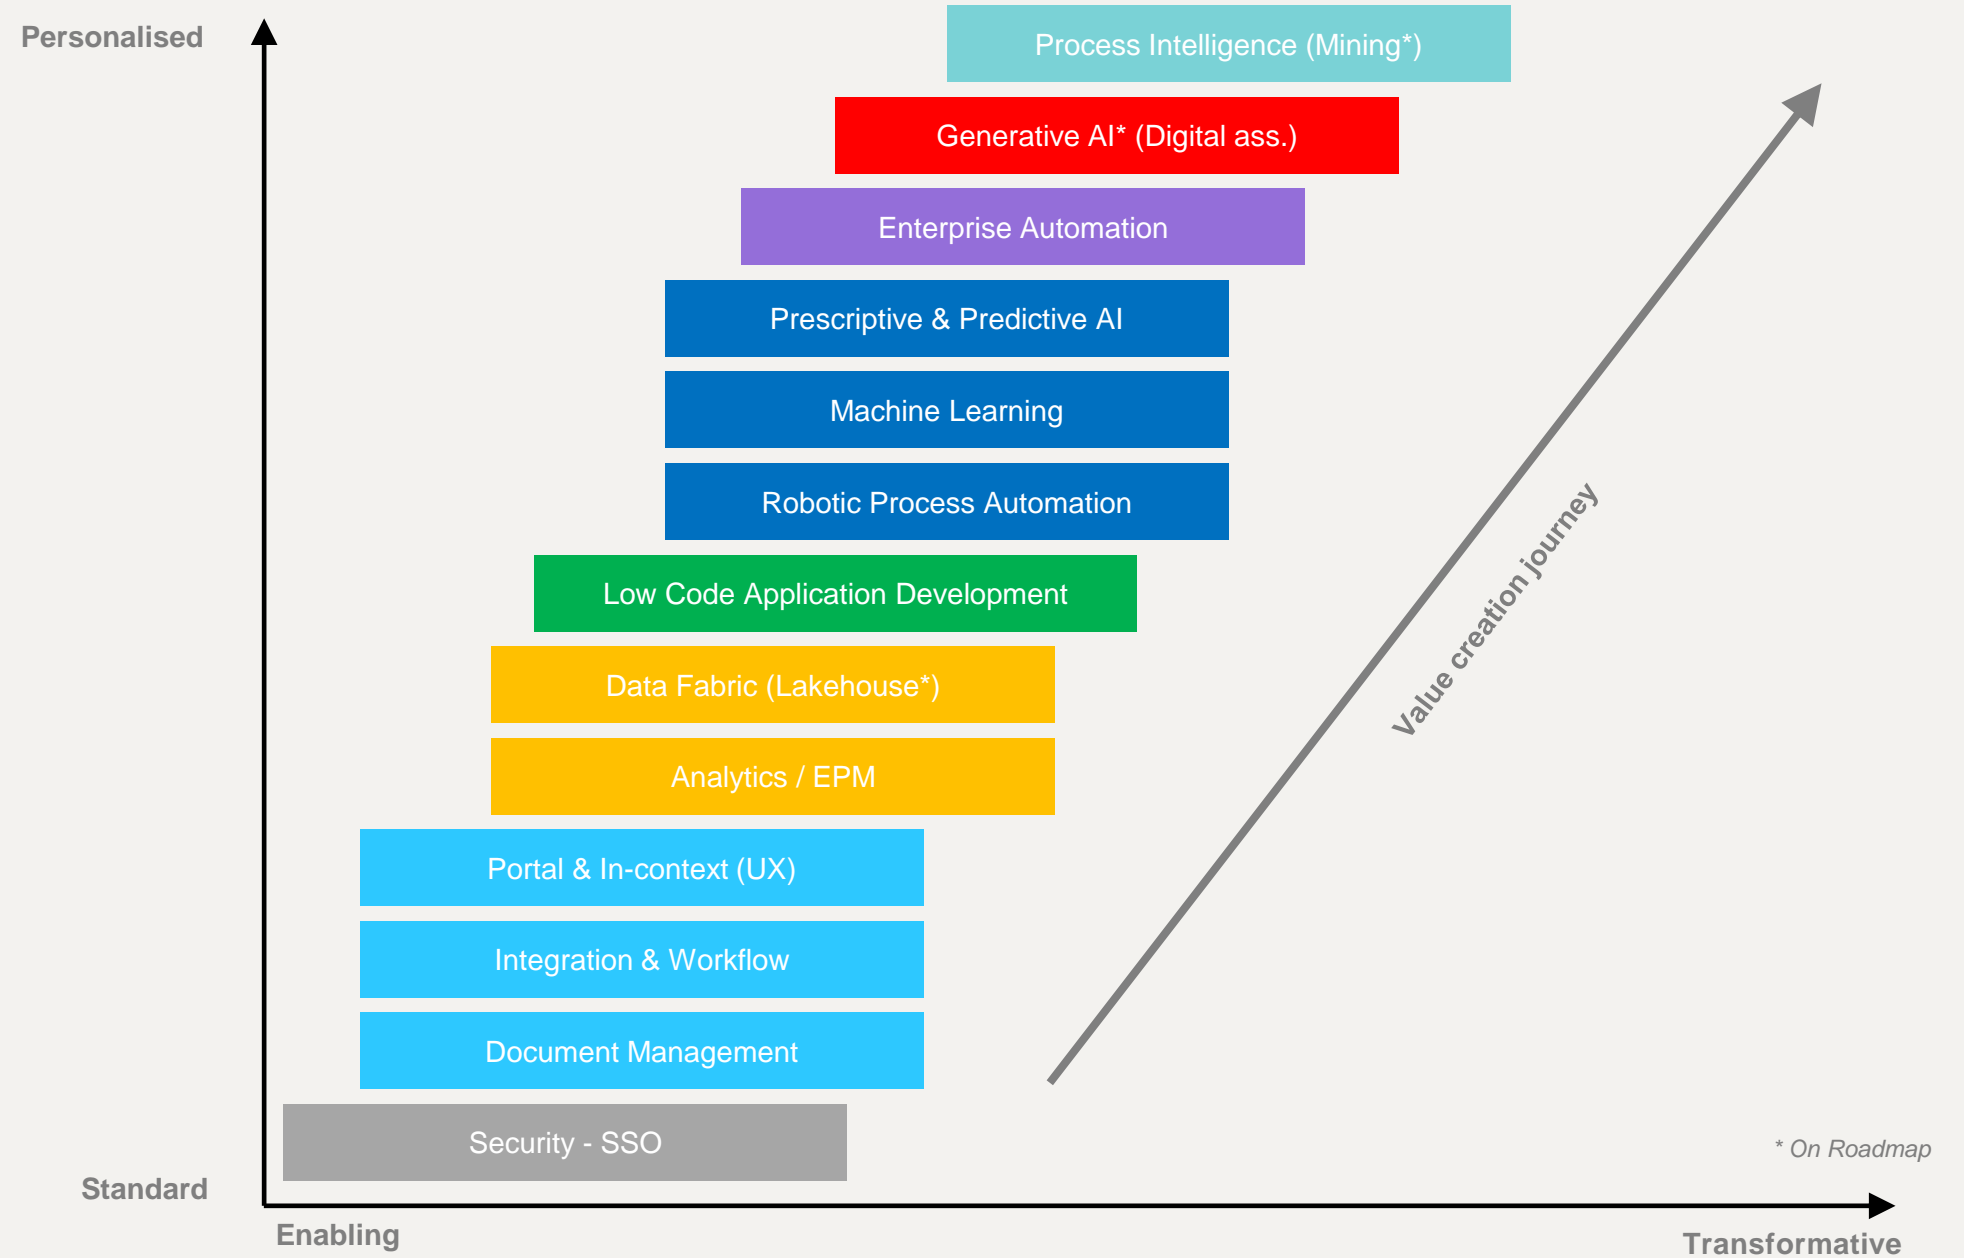 Personalised
Process Intelligence (Mining*)
Generative AI* (Digital ass.)
Enterprise Automation
Prescriptive & Predictive AI
Machine Learning
Robotic Process Automation
Low Code Application Development
Value creation journey
Data Fabric (Lakehouse*)
Analytics / EPM
Portal & In-context (UX)
Integration & Workflow
Document Management
Security - SSO
* On Roadmap
Standard
Enabling
Transformative